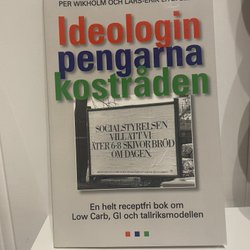 PER WIKHOLM OCH LARS-ERIK
Ideologin
pengarna
kostråden
SOCIALSTYRELSEN
VILL ATT VI
ÄTER 6-8 SKIVOR BRÖD
OM DAGEN.
En helt receptfri bok om
Low Carb, GI och tallriksmodellen